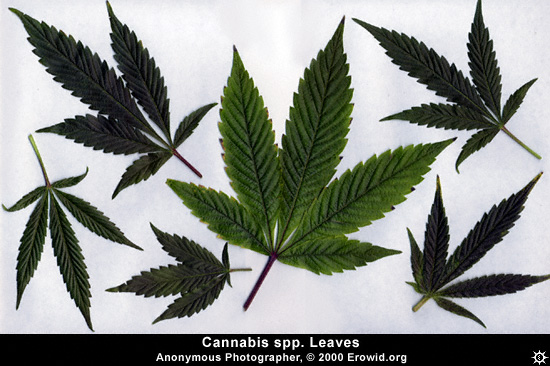 Cannabis spp. Leaves
Anonymous Photographer, © 2000 Erowid.org